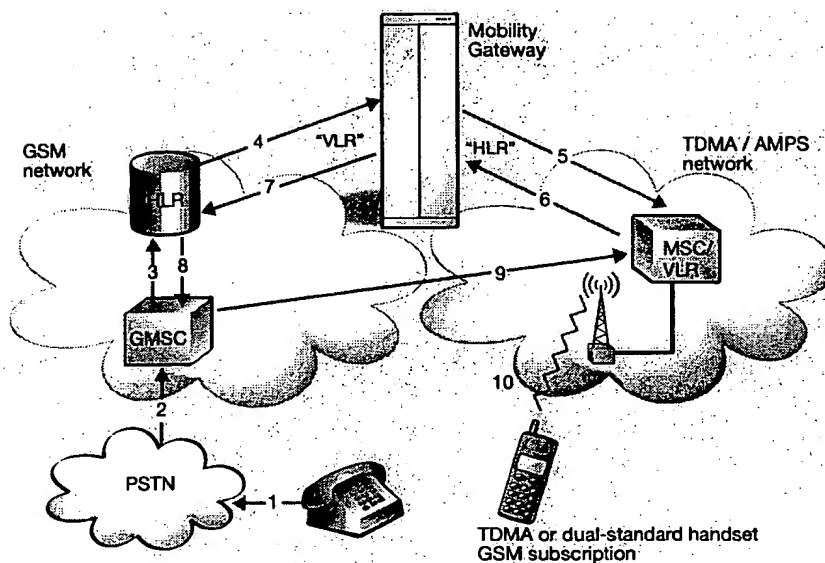 Mobility
Gateway
GSM
network
4
"VLR"
7
"HLR"
5
6
TDMA / AMPS
network
HLR
MSC/
VLR
3
8
9
GMSC
2
10
PSTN
1
TDMA or dual-standard handset
GSM subscription